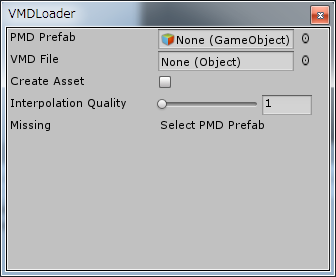 VMDLoader
PMD Prefab None (GameObject)
VMD File None (Object)
Create Asset
Interpolation Quality 1
Missing Select PMD Prefab